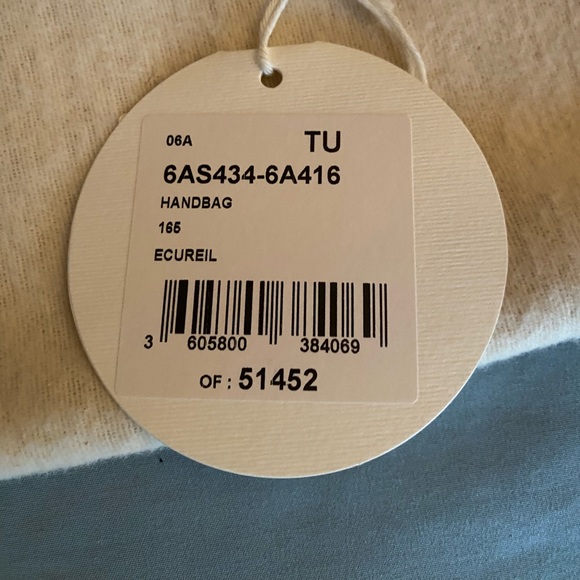 06A TU
6AS434-6A416
HANDBAG
165
ECUREIL
3 605800 384069
OF : 51452